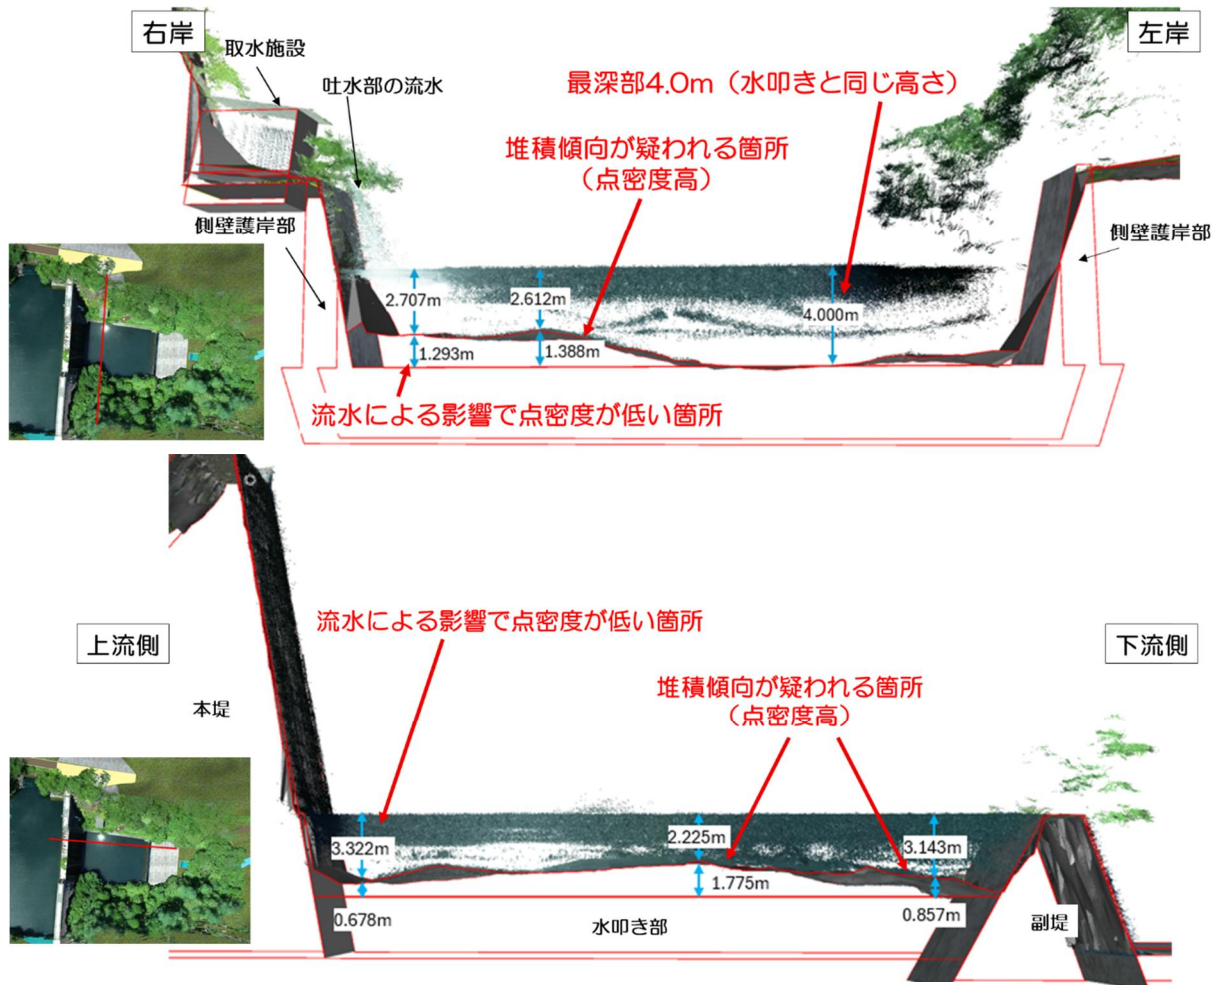 右岸
取水施設
吐水部の流水
左岸
最深部4.0m（水叩きと同じ高さ）
堆積傾向が疑われる箇所
（点密度高）
側壁護岸部
側壁護岸部
2.707m
2.612m
4.000m
1.293m
1.388m
流水による影響で点密度が低い箇所
流水による影響で点密度が低い箇所
上流側
下流側
堆積傾向が疑われる箇所
（点密度高）
本堤
3.322m
2.225m
3.143m
1.775m
0.678m
0.857m
水叩き部
副堤